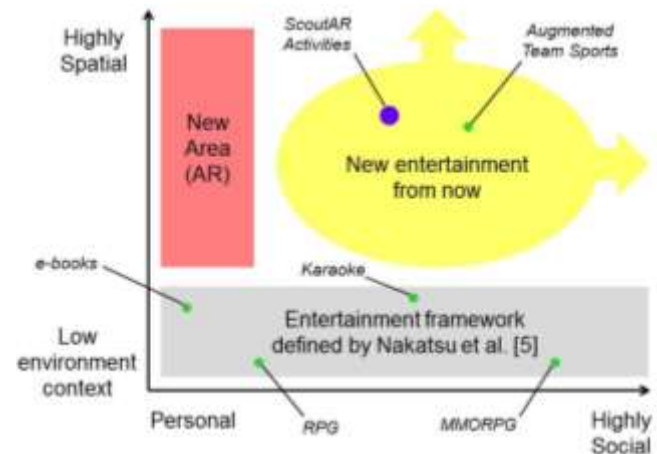 Highly
Spatial
ScoutAR
Activities
Augmented
Team Sports
New
Area
(AR)
New entertainment
from now
e-books
Karaoke
Low
environment
context
Entertainment framework
defined by Nakatsu et al. [5]
Personal
RPG
MMORPG
Highly
Social